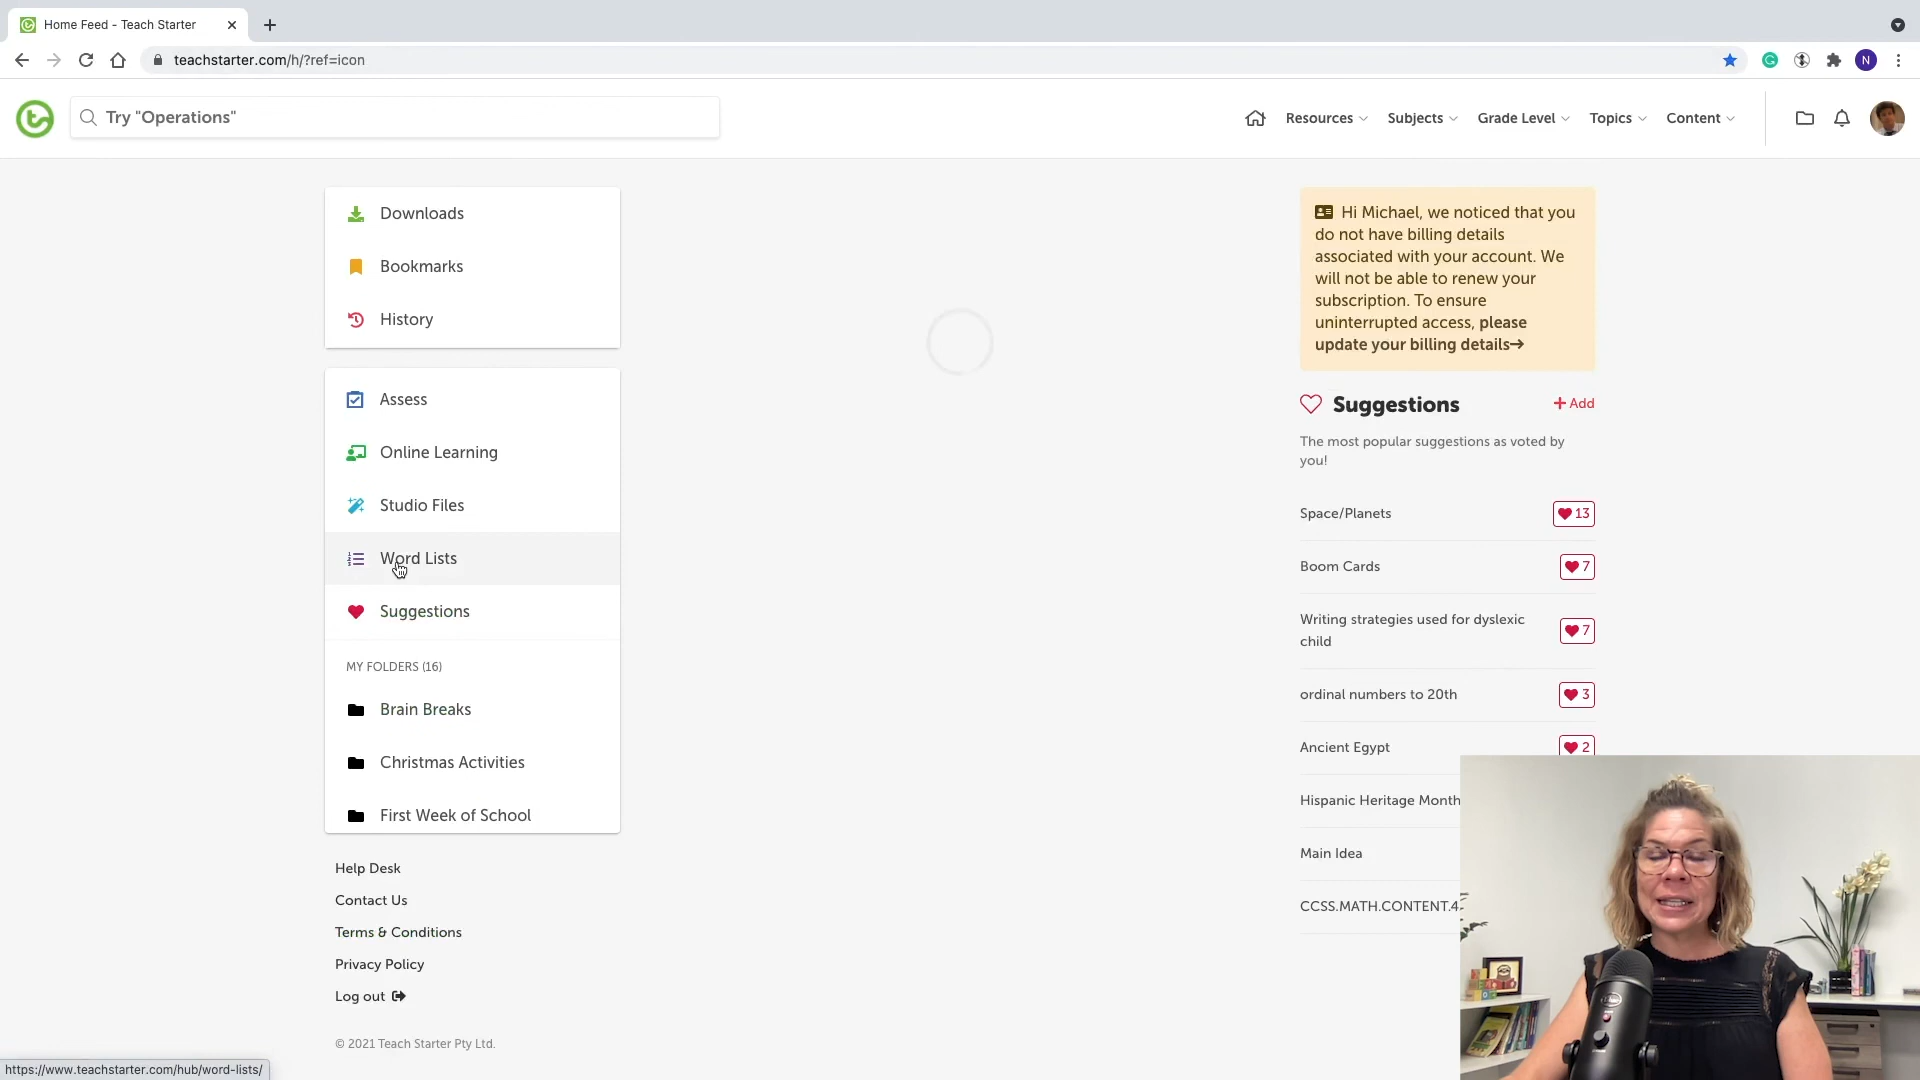 Home Feed - Teach Starter
teachstarter.com/h/?ref=icon
N
Try "Operations"
Resources
Subjects
Grade Level
Topics
Content
Downloads
Bookmarks
History
Assess
Online Learning
Studio Files
Word Lists
Suggestions
MY FOLDERS (16)
Brain Breaks
Christmas Activities
First Week of School
Help Desk
Contact Us
Terms & Conditions
Privacy Policy
Log out
© 2021 Teach Starter Pty Ltd.
https://www.teachstarter.com/hub/word-lists/
Hi Michael, we noticed that you
do not have billing details
associated with your account. We
will not be able to renew your
subscription. To ensure
uninterrupted access, please
update your billing details→
Suggestions
+ Add
The most popular suggestions as voted by
you!
Space/Planets
13
Boom Cards
7
Writing strategies used for dyslexic
child
7
ordinal numbers to 20th
3
Ancient Egypt
2
Hispanic Heritage Month
Main Idea
CCSS.MATH.CONTENT.4